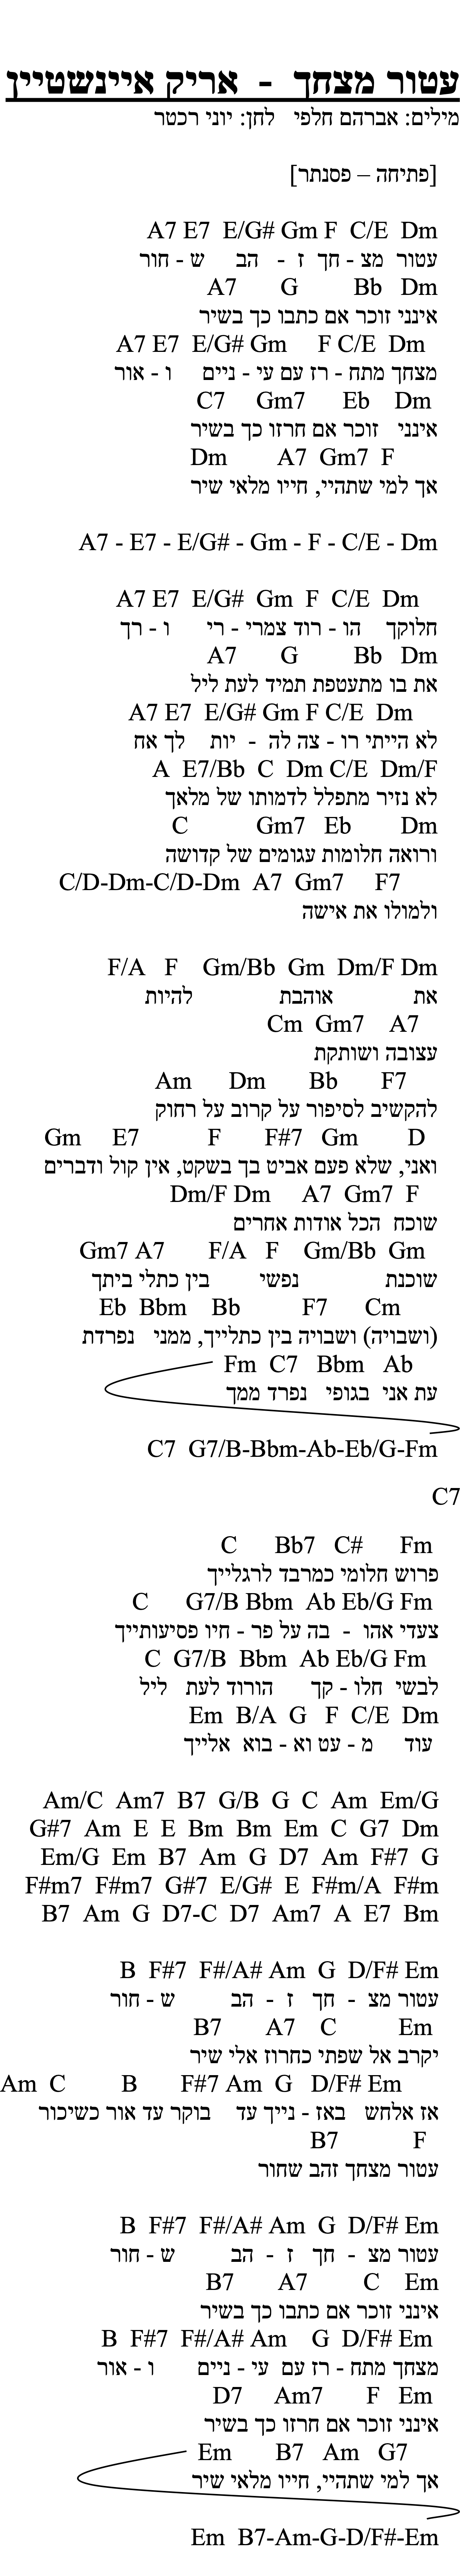 עטור מצחך - אריק איינשטיין
מילים: אברהם חלפי   לחן: יוני רכטר
[פתיחה – פסנתר]
A7 E7  E/G# Gm F  C/E  Dm
עטור  מצ - חך  ז  -  הב     ש - חור
A7       G         Bb   Dm
אינני זוכר אם כתבו כך בשיר
A7 E7  E/G# Gm     F C/E  Dm
מצחך מתח - רז עם עי - ניים     ו - אור
C7     Gm7      Eb    Dm
אינני   זוכר אם חרזו כך בשיר
Dm        A7  Gm7  F
אך למי שתהיי, חייו מלאי שיר
A7 - E7 - E/G# - Gm - F - C/E - Dm
A7 E7  E/G#  Gm  F  C/E  Dm
חלוקך    הו - רוד צמרי - רי      ו - רך
A7       G         Bb   Dm
את בו מתעטפת תמיד לעת ליל
A7 E7  E/G# Gm F C/E  Dm
לא הייתי רו - צה לה  -  יות    לך אח
A  E7/Bb  C  Dm C/E  Dm/F
לא נזיר מתפלל לדמותו של מלאך
C           Gm7   Eb        Dm
ורואה חלומות עגומים של קדושה
C/D-Dm-C/D-Dm  A7  Gm7     F7
ולמולו את אישה
F/A   F    Gm/Bb  Gm  Dm/F Dm
את             אוהבת             להיות
Cm  Gm7    A7
עצובה ושותקת
Am      Dm       Bb       F7
להקשיב לסיפור על קרוב על רחוק
Gm     E7           F       F#7   Gm        D
ואני, שלא פעם אביט בך בשקט, אין קול ודברים
Dm/F Dm     A7  Gm7  F
שוכח  הכל אודות אחרים
Gm7 A7       F/A   F    Gm/Bb  Gm
שוכנת             נפשי        בין כתלי ביתך
Eb  Bbm    Bb          F7      Cm
(ושבויה) ושבויה בין כתלייך, ממני   נפרדת
Fm  C7   Bbm   Ab
עת אני  בגופי   נפרד ממך
C7  G7/B-Bbm-Ab-Eb/G-Fm
C7
C      Bb7   C#      Fm
פרוש חלומי כמרבד לרגלייך
C      G7/B Bbm  Ab Eb/G Fm
צעדי אהו  -  בה על פר - חיו פסיעותייך
C  G7/B  Bbm  Ab Eb/G Fm
לבשי  חלו - קך      הורוד לעת   ליל
Em  B/A  G   F  C/E  Dm
עוד     מ - עט וא - בוא  אלייך
Am/C  Am7  B7  G/B  G  C  Am  Em/G
G#7  Am  E  E  Bm  Bm  Em  C  G7  Dm
Em/G  Em  B7  Am  G  D7  Am  F#7  G
F#m7  F#m7  G#7  E/G#  E  F#m/A  F#m
B7  Am  G  D7-C  D7  Am7  A  E7  Bm
B  F#7  F#/A# Am  G  D/F# Em
עטור מצ  -  חך   ז  -  הב         ש - חור
B7       A7    C          Em
יקרב אל שפתי כחרוז אלי שיר
Am  C         B       F#7 Am  G   D/F# Em
אז אלחש   באז - נייך עד    בוקר עד אור כשיכור
B7            F
עטור מצחך זהב שחור
B  F#7  F#/A# Am  G  D/F# Em
עטור מצ  -  חך   ז  -  הב         ש - חור
B7       A7         C    Em
אינני זוכר אם כתבו כך בשיר
B  F#7  F#/A# Am    G  D/F# Em
מצחך מתח - רז עם  עי - ניים       ו - אור
D7     Am7       F   Em
אינני זוכר אם חרזו כך בשיר
Em       B7   Am   G7
אך למי שתהיי, חייו מלאי שיר
Em  B7-Am-G-D/F#-Em